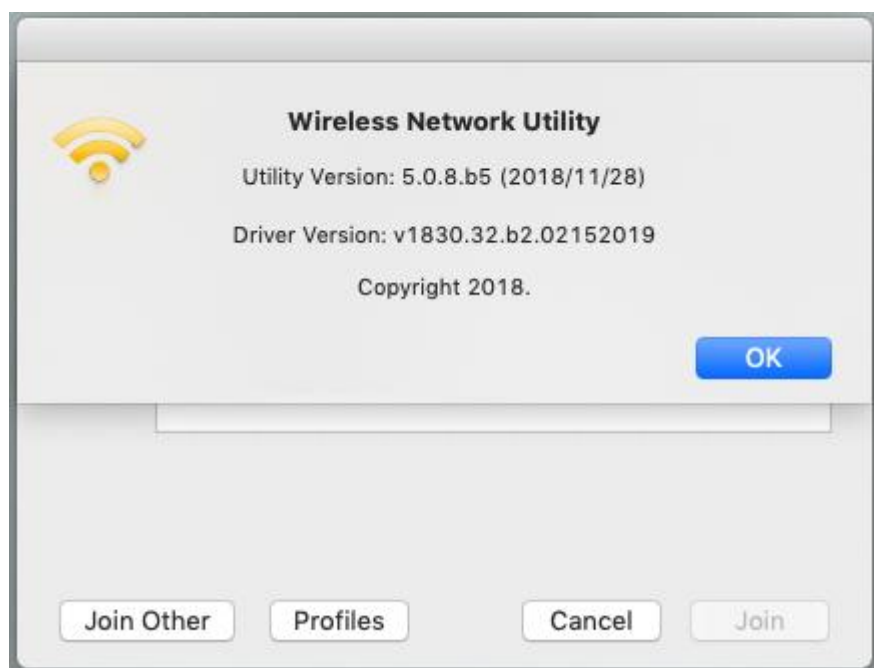 Wireless Network Utility
Utility Version: 5.0.8.b5 (2018/11/28)
Driver Version: v1830.32.b2.02152019
Copyright 2018.
OK
Join Other Profiles Cancel Join